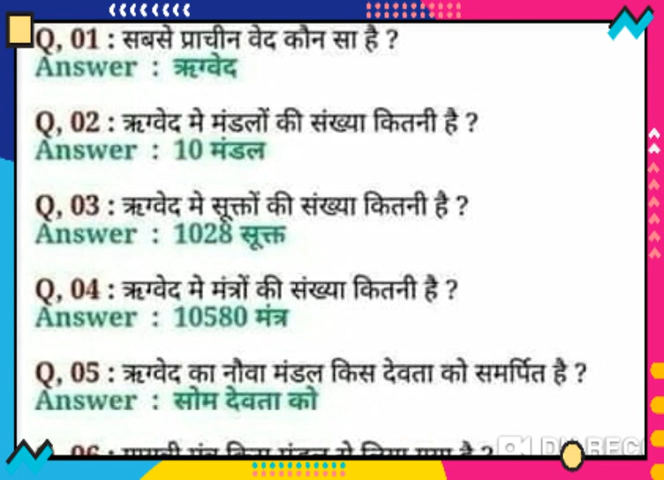 Q, 01 : सबसे प्राचीन वेद कौन सा है ?
Answer : ऋग्वेद
Q, 02 : ऋग्वेद मे मंडलों की संख्या कितनी है ?
Answer : 10 मंडल
Q, 03 : ऋग्वेद मे सूक्तों की संख्या कितनी है ?
Answer : 1028 सूक्त
Q, 04 : ऋग्वेद मे मंत्रों की संख्या कितनी है ?
Answer : 10580 मंत्र
Q, 05 : ऋग्वेद का नौवा मंडल किस देवता को समर्पित है ?
Answer : सोम देवता को